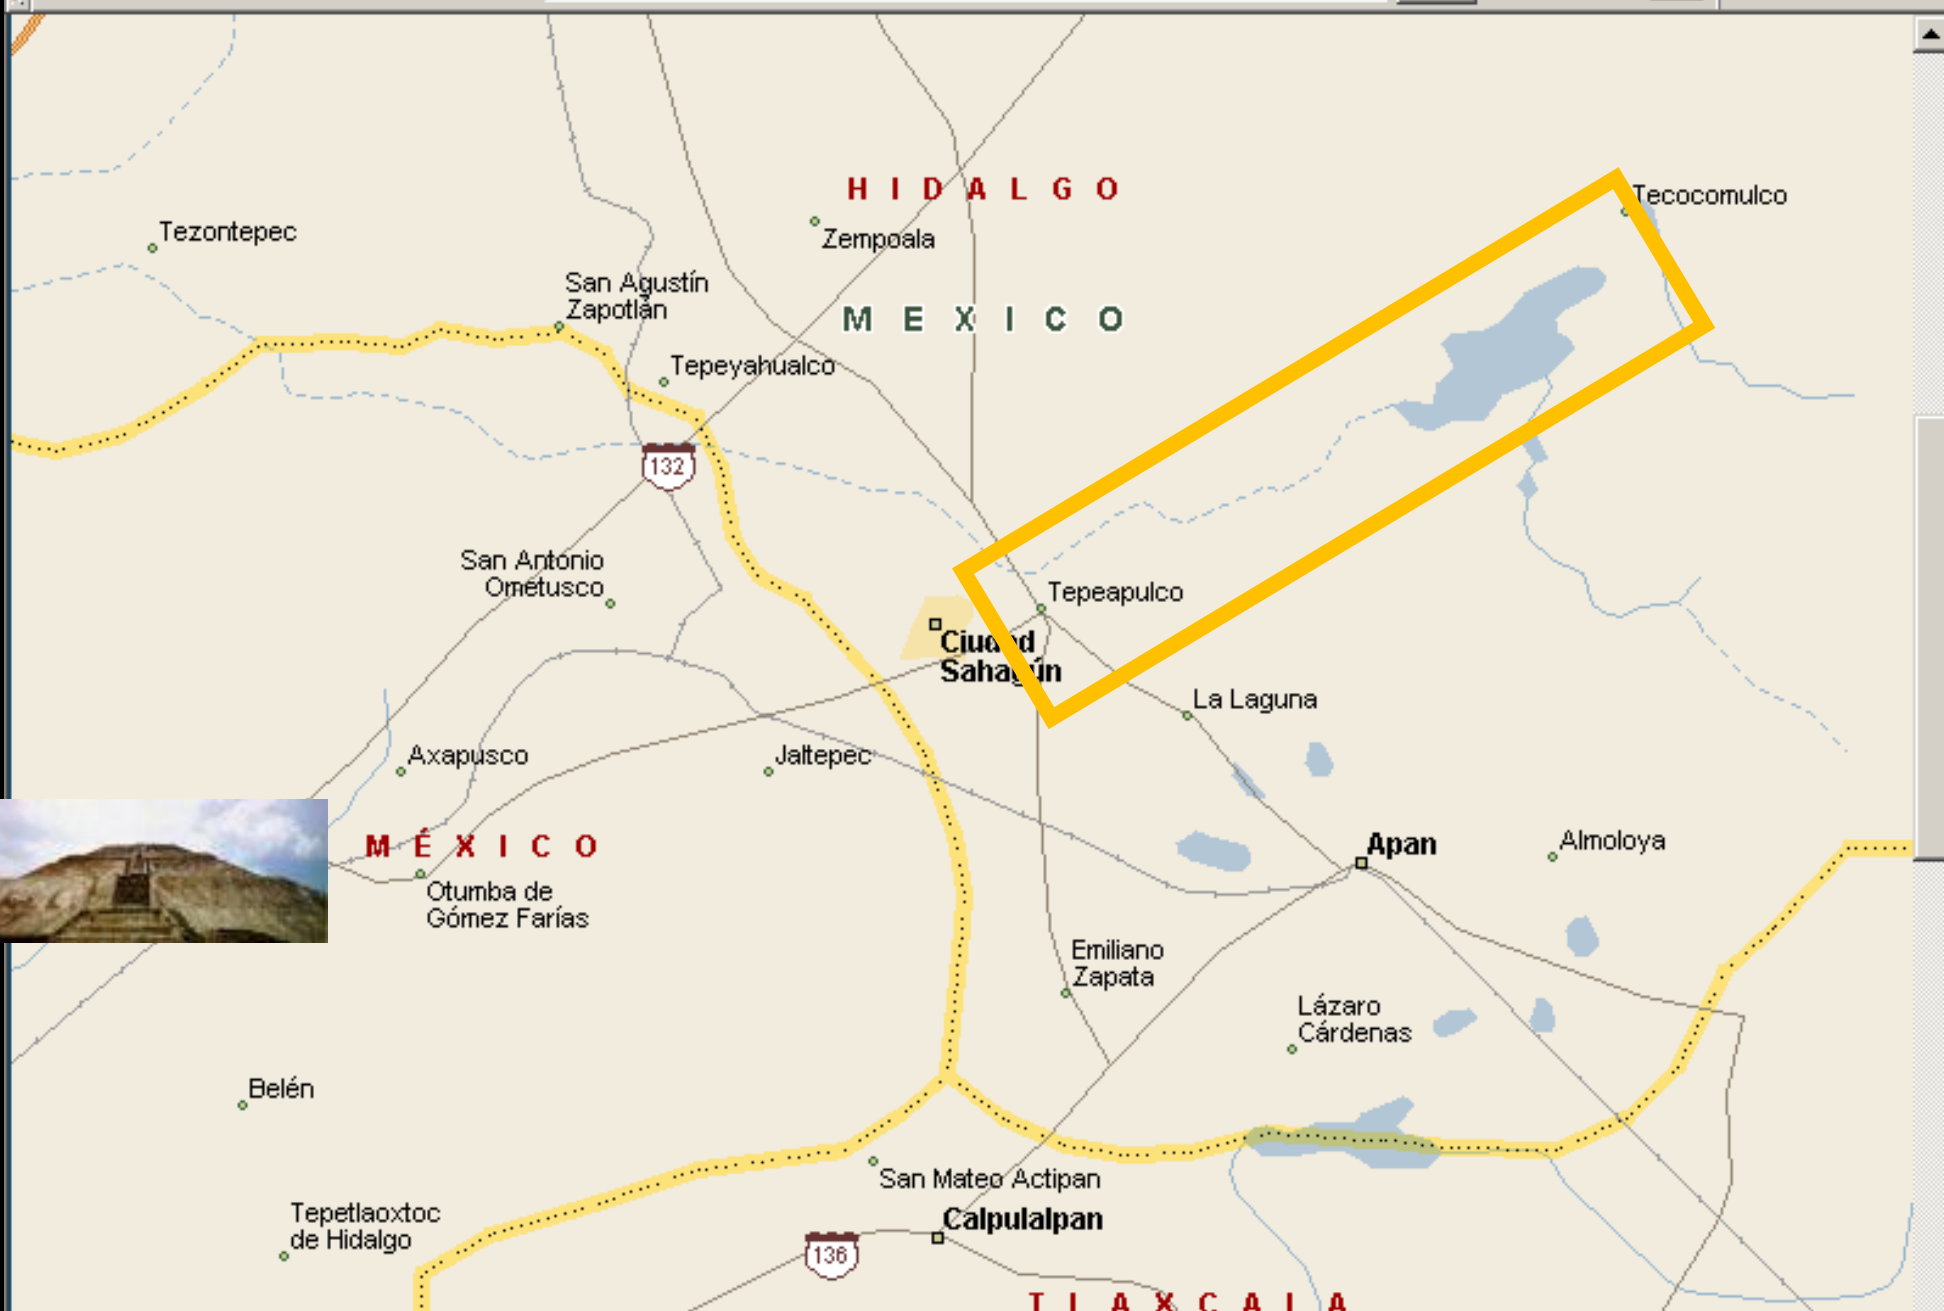 HIDALGO
Tecocomulco
Tezontepec
Zempoala
San Agustín
Zapotlán
MEXICO
Tepeyahualco
132
San Antonio
Ometusco
Tepeapulco
Ciudad
Sahagún
La Laguna
Axapusco
Jaltepec
MÉXICO
Apan
Almoloya
Otumba de
Gómez Farías
Emiliano
Zapata
Lázaro
Cárdenas
Belén
San Mateo Actipan
Tepetlaoxtoc
de Hidalgo
Calpulalpan
136
TLAXCALA